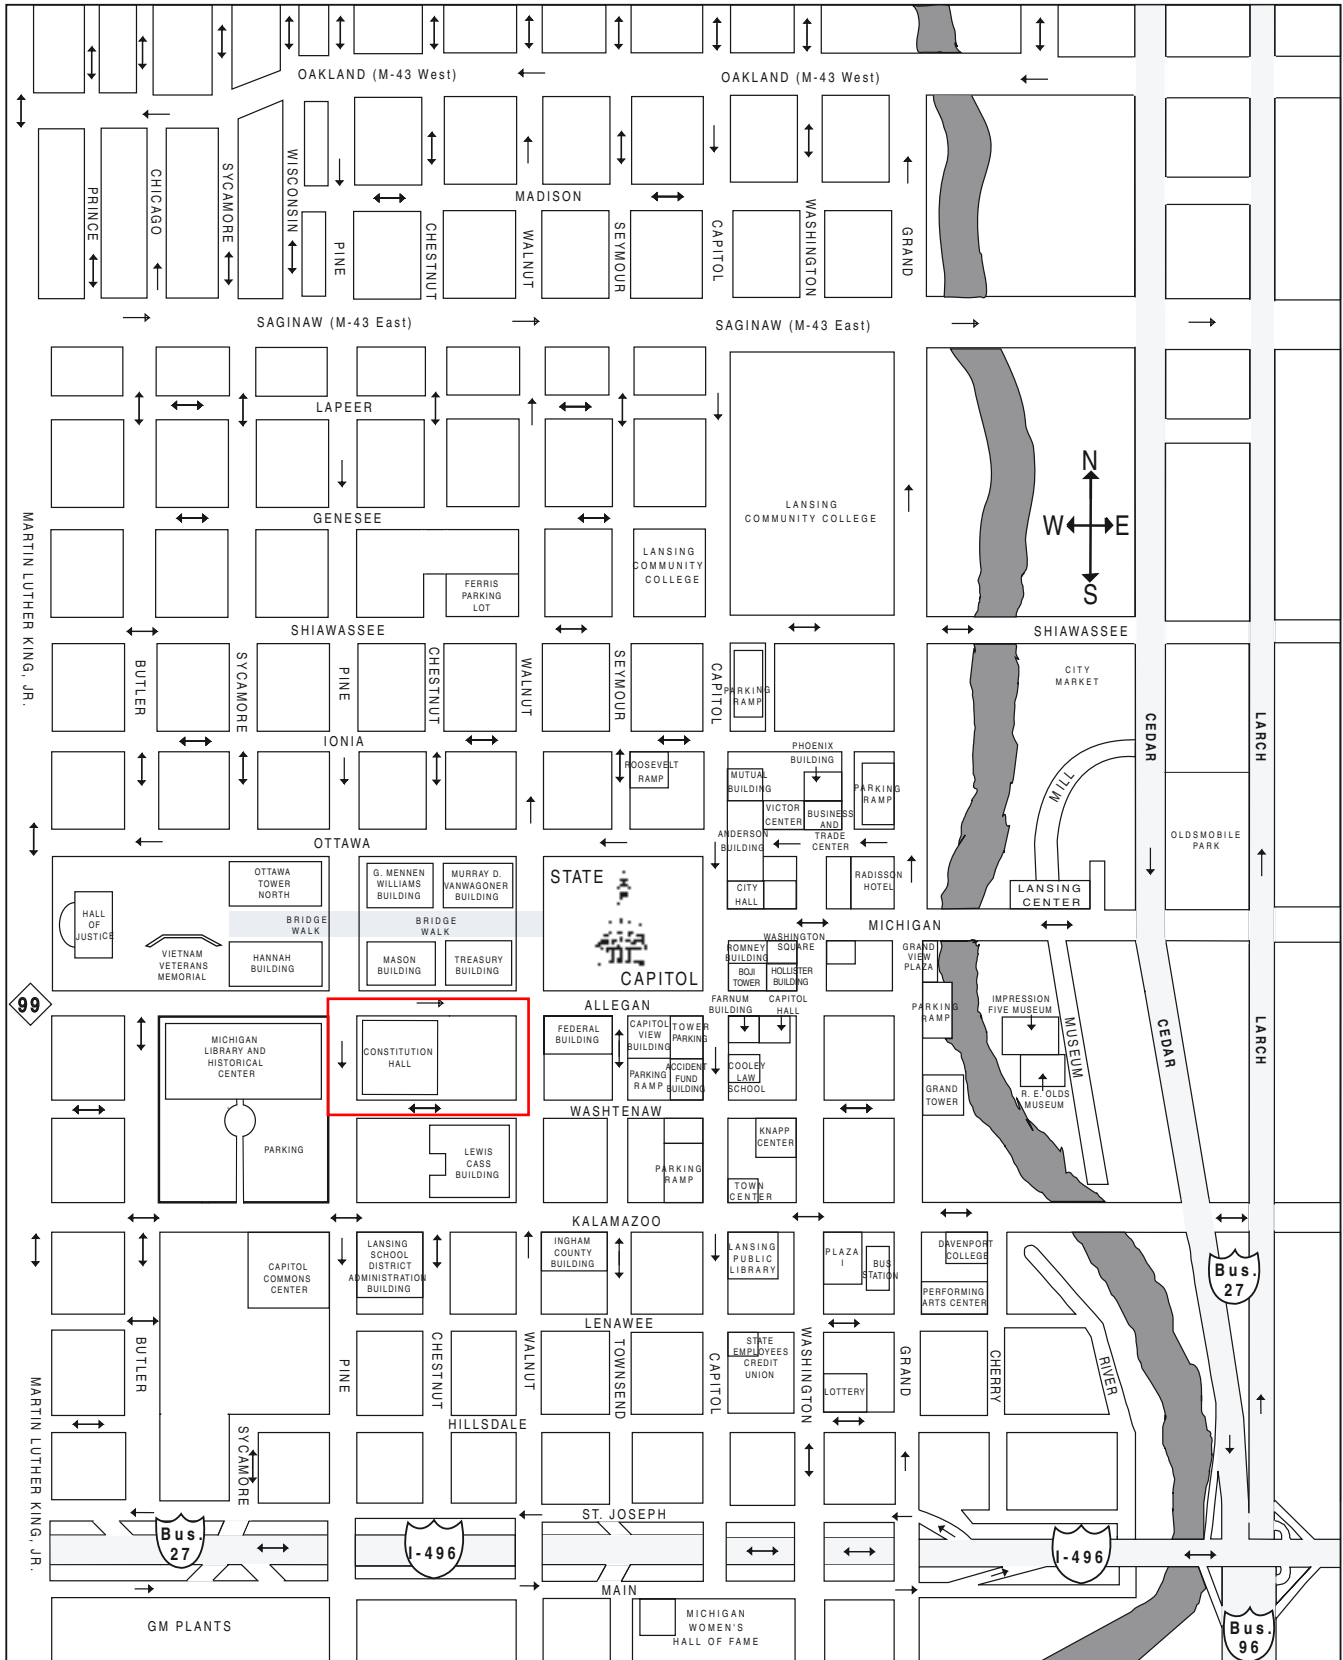 OAKLAND (M-43 West)
OAKLAND (M-43 West)
PRINCE
CHICAGO
SYCAMORE
WISCONSIN
MADISON
PINE
CHESTNUT
WALNUT
SEYMOUR
CAPITOL
WASHINGTON
GRAND
SAGINAW (M-43 East)
SAGINAW (M-43 East)
LAPEER
N
W E
S
LANSING
COMMUNITY COLLEGE
GENESEE
MARTIN LUTHER KING, JR.
LANSING
COMMUNITY
COLLEGE
FERRIS
PARKING
LOT
SHIAWASSEE
SHIAWASSEE
BUTLER
SYCAMORE
PINE
CHESTNUT
WALNUT
SEYMOUR
CAPITOL
PARKING
RAMP
CITY
MARKET
CEDAR
LARCH
IONIA
ROOSEVELT
RAMP
PHOENIX
BUILDING
MUTUAL
BUILDING
VICTOR
CENTER
BUSINESS
AND
TRADE
CENTER
PARKING
RAMP
MILL
ANDERSON
BUILDING
OLDSMOBILE
PARK
OTTAWA
OTTAWA
TOWER
NORTH
G. MENNEN
WILLIAMS
BUILDING
MURRAY D.
VANWAGONER
BUILDING
STATE
CAPITOL
CITY
HALL
RADISSON
HOTEL
LANSING
CENTER
HALL
OF
JUSTICE
BRIDGE
WALK
BRIDGE
WALK
MICHIGAN
VIETNAM
VETERANS
MEMORIAL
HANNAH
BUILDING
MASON
BUILDING
TREASURY
BUILDING
ROMNEY
BUILDING
WASHINGTON
SQUARE
BOJI
TOWER
HOLLISTER
BUILDING
GRAND
VIEW
PLAZA
99
ALLEGAN
FARNUM
BUILDING
CAPITOL
HALL
PARKING
RAMP
IMPRESSION
FIVE MUSEUM
MUSEUM
CEDAR
LARCH
MICHIGAN
LIBRARY AND
HISTORICAL
CENTER
CONSTITUTION
HALL
FEDERAL
BUILDING
CAPITOL
VIEW
BUILDING
TOWER
PARKING
PARKING
RAMP
ACCIDENT
FUND
BUILDING
COOLEY
LAW
SCHOOL
GRAND
TOWER
R. E. OLDS
MUSEUM
WASHTENAW
PARKING
LEWIS
CASS
BUILDING
PARKING
RAMP
KNAPP
CENTER
TOWN
CENTER
KALAMAZOO
CAPITOL
COMMONS
CENTER
LANSING
SCHOOL
DISTRICT
ADMINISTRATION
BUILDING
INGHAM
COUNTY
BUILDING
LANSING
PUBLIC
LIBRARY
PLAZA
I
BUS
STATION
DAVENPORT
COLLEGE
PERFORMING
ARTS CENTER
Bus.
27
LENAWEE
BUTLER
PINE
CHESTNUT
WALNUT
TOWNSEND
CAPITOL
STATE
EMPLOYEES
CREDIT
UNION
WASHINGTON
LOTTERY
GRAND
CHERRY
RIVER
MARTIN LUTHER KING, JR.
HILLSDALE
SYCAMORE
ST. JOSEPH
Bus.
27
I-496
I-496
MAIN
GM PLANTS
MICHIGAN
WOMEN'S
HALL OF FAME
Bus.
96